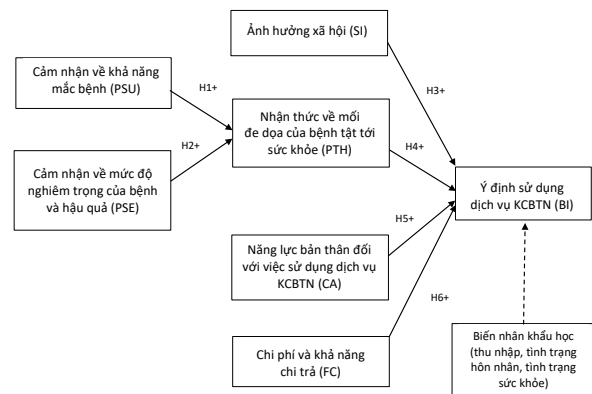 Ảnh hưởng xã hội (SI)
Cảm nhận về khả năng
mắc bệnh (PSU)
H1+
H3+
Nhận thức về mối
đe dọa của bệnh tật tới
sức khỏe (PTH)
H2+
H4+
Cảm nhận về mức độ
nghiêm trọng của bệnh
và hậu quả (PSE)
Ý định sử dụng
dịch vụ KCBTN (BI)
H5+
Năng lực bản thân đối
với việc sử dụng dịch vụ
KCBTN (CA)
H6+
Chi phí và khả năng
chi trả (FC)
Biến nhân khẩu học
(thu nhập, tình trạng
hôn nhân, tình trạng
sức khỏe)